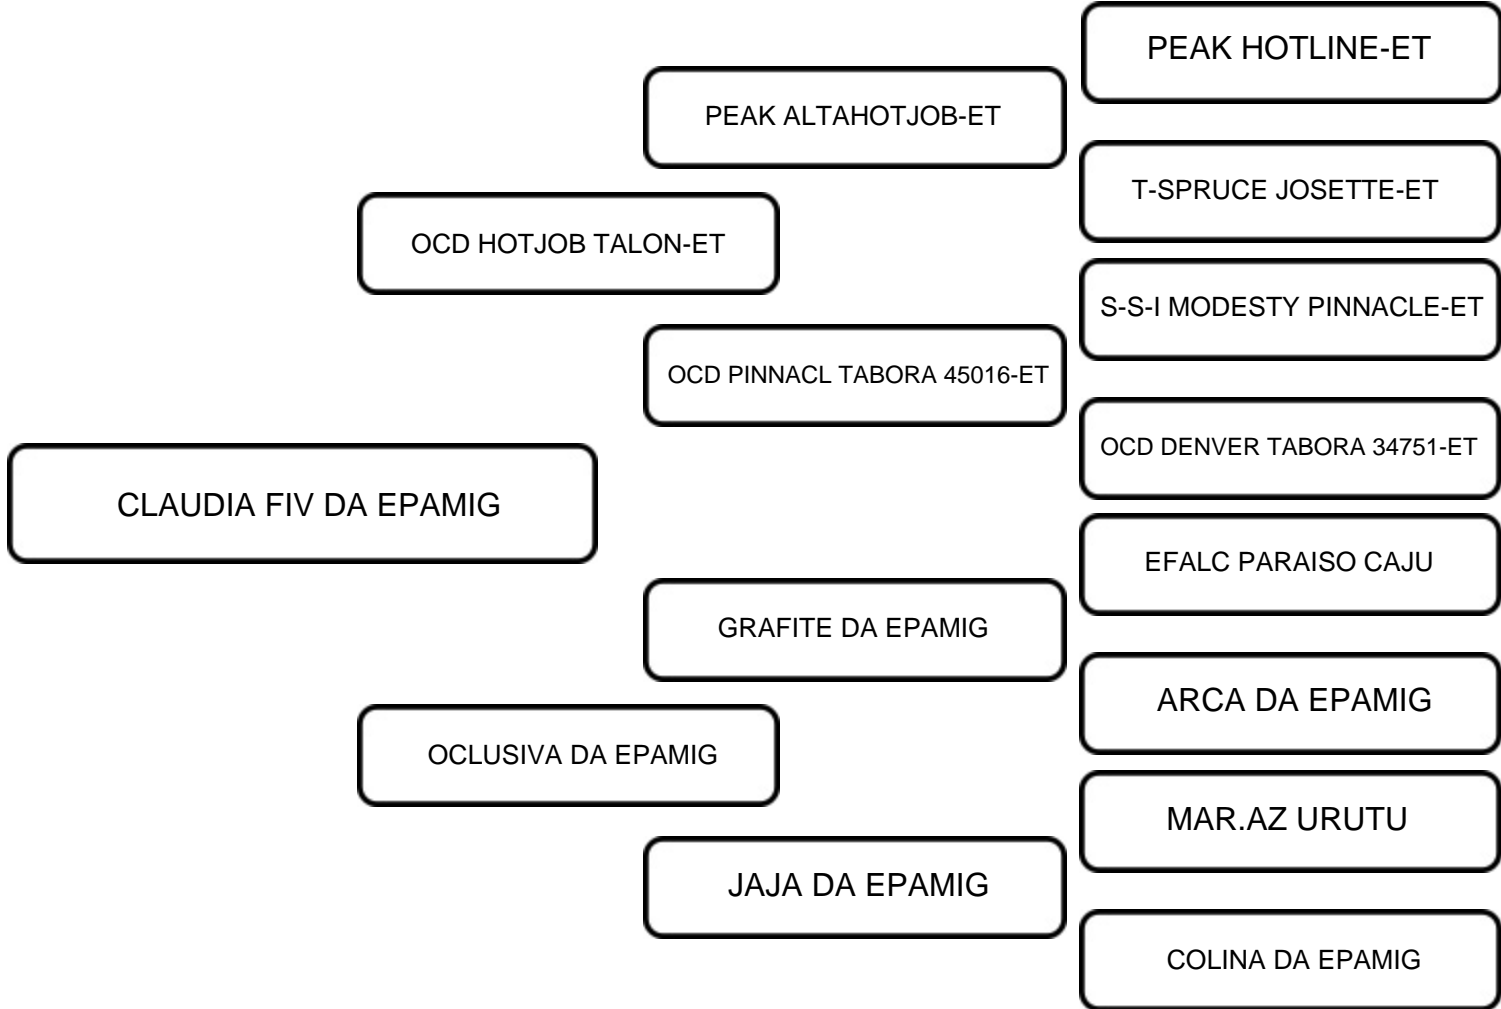 PEAK HOTLINE-ET
PEAK ALTAHOTJOB-ET
T-SPRUCE JOSETTE-ET
OCD HOTJOB TALON-ET
S-S-I MODESTY PINNACLE-ET
OCD PINNACL TABORA 45016-ET
OCD DENVER TABORA 34751-ET
CLAUDIA FIV DA EPAMIG
EFALC PARAISO CAJU
GRAFITE DA EPAMIG
ARCA DA EPAMIG
OCLUSIVA DA EPAMIG
MAR.AZ URUTU
JAJA DA EPAMIG
COLINA DA EPAMIG